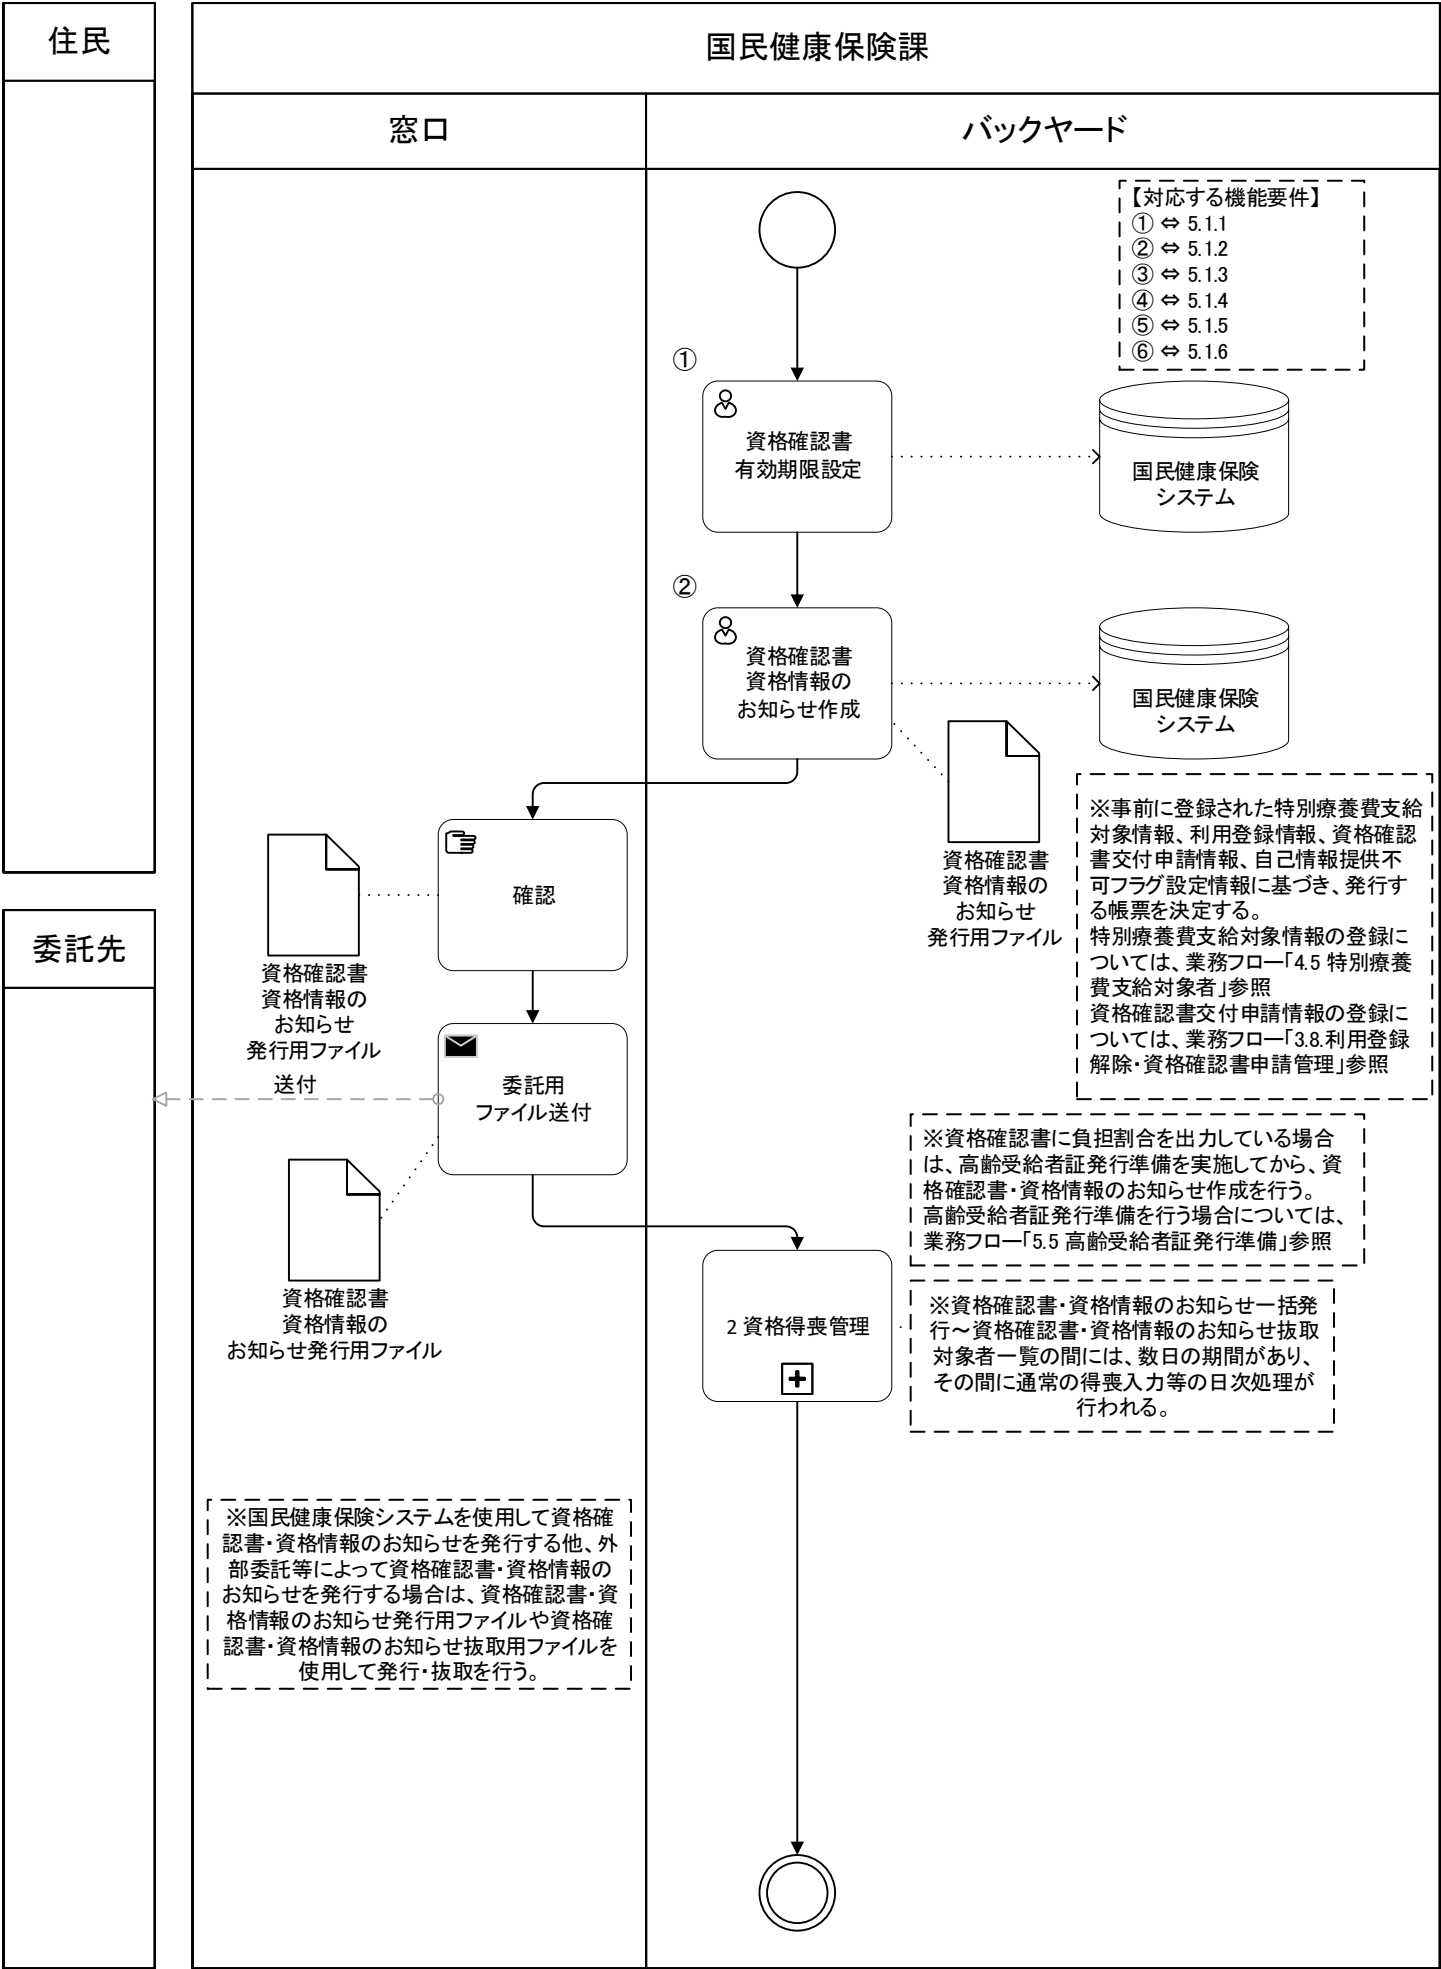 住民
国民健康保険課
窓口
バックヤード
【対応する機能要件】
① ⇔ 5.1.1
② ⇔ 5.1.2
③ ⇔ 5.1.3
④ ⇔ 5.1.4
⑤ ⇔ 5.1.5
⑥ ⇔ 5.1.6
①
資格確認書
有効期限設定
国民健康保険
システム
②
資格確認書
資格情報の
お知らせ作成
国民健康保険
システム
資格確認書
資格情報の
お知らせ
発行用ファイル
※事前に登録された特別療養費支給
対象情報、利用登録情報、資格確認
書交付申請情報、自己情報提供不
可フラグ設定情報に基づき、発行す
る帳票を決定する。
特別療養費支給対象情報の登録に
ついては、業務フロー「4.5 特別療養
費支給対象者」参照
資格確認書交付申請情報の登録に
ついては、業務フロー「3.8.利用登録
解除・資格確認書申請管理」参照
確認
資格確認書
資格情報の
お知らせ
発行用ファイル
委託先
送付
委託用
ファイル送付
資格確認書
資格情報の
お知らせ発行用ファイル
※資格確認書に負担割合を出力している場合
は、高齢受給者証発行準備を実施してから、資
格確認書・資格情報のお知らせ作成を行う。
高齢受給者証発行準備を行う場合については、
業務フロー「5.5 高齢受給者証発行準備」参照
2 資格得喪管理
※資格確認書・資格情報のお知らせ一括発
行～資格確認書・資格情報のお知らせ抜取
対象者一覧の間には、数日の期間があり、
その間に通常の得喪入力等の日次処理が
行われる。
※国民健康保険システムを使用して資格確
認書・資格情報のお知らせを発行する他、外
部委託等によって資格確認書・資格情報の
お知らせを発行する場合は、資格確認書・資
格情報のお知らせ発行用ファイルや資格確
認書・資格情報のお知らせ抜取用ファイルを
使用して発行・抜取を行う。